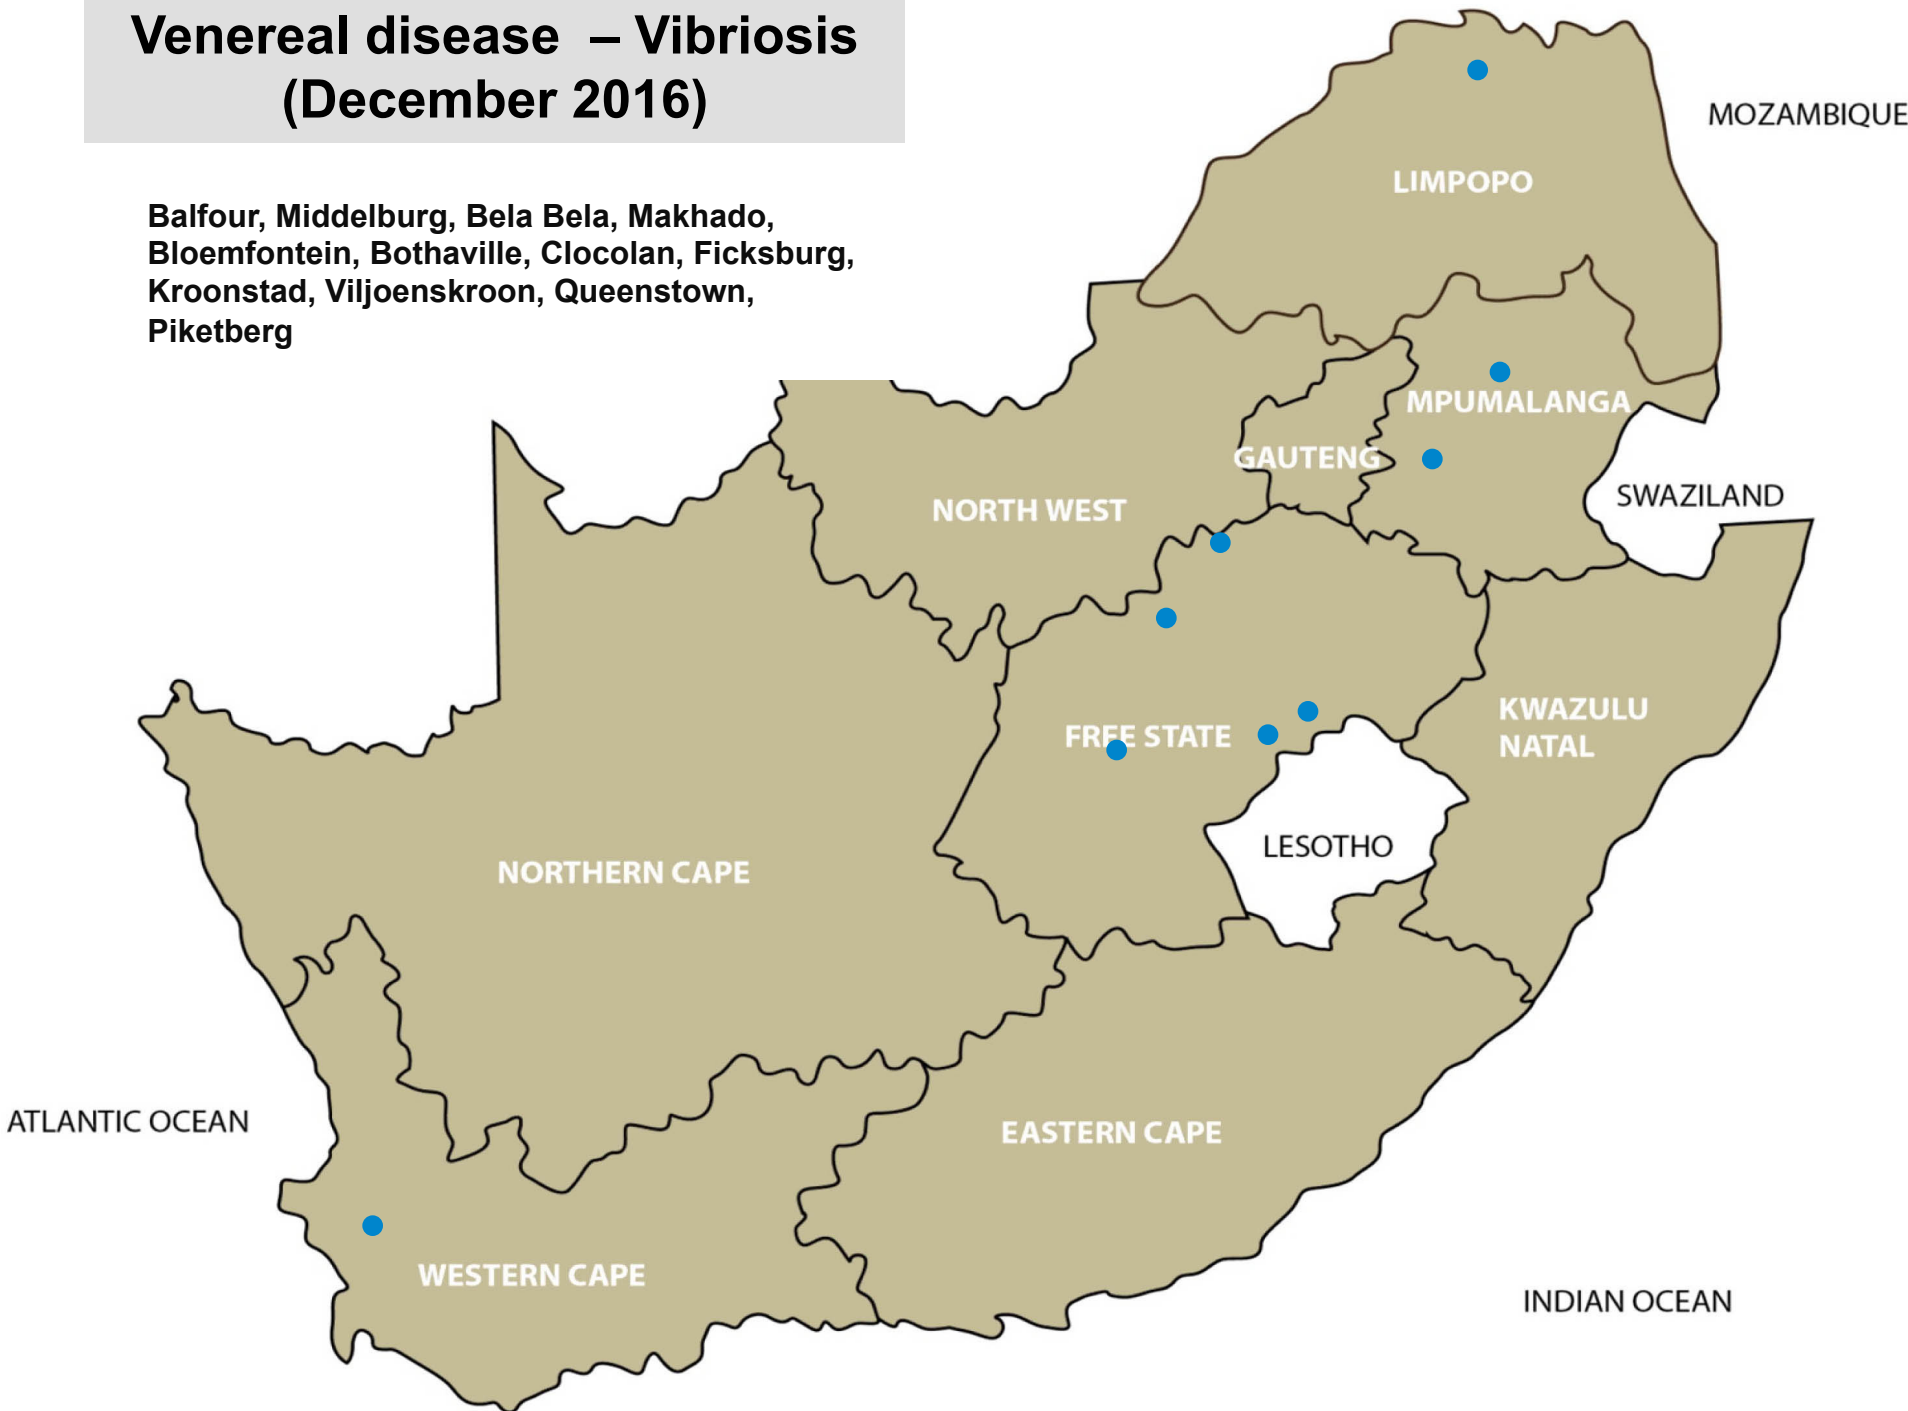 Venereal disease – Vibriosis
(December 2016)
Balfour, Middelburg, Bela Bela, Makhado,
Bloemfontein, Bothaville, Clocolan, Ficksburg,
Kroonstad, Viljoenskroon, Queenstown,
Piketberg
MOZAMBIQUE
LIMPOPO
MPUMALANGA
GAUTENG
SWAZILAND
NORTH WEST
KWAZULU
NATAL
FREE STATE
LESOTHO
NORTHERN CAPE
ATLANTIC OCEAN
EASTERN CAPE
WESTERN CAPE
INDIAN OCEAN